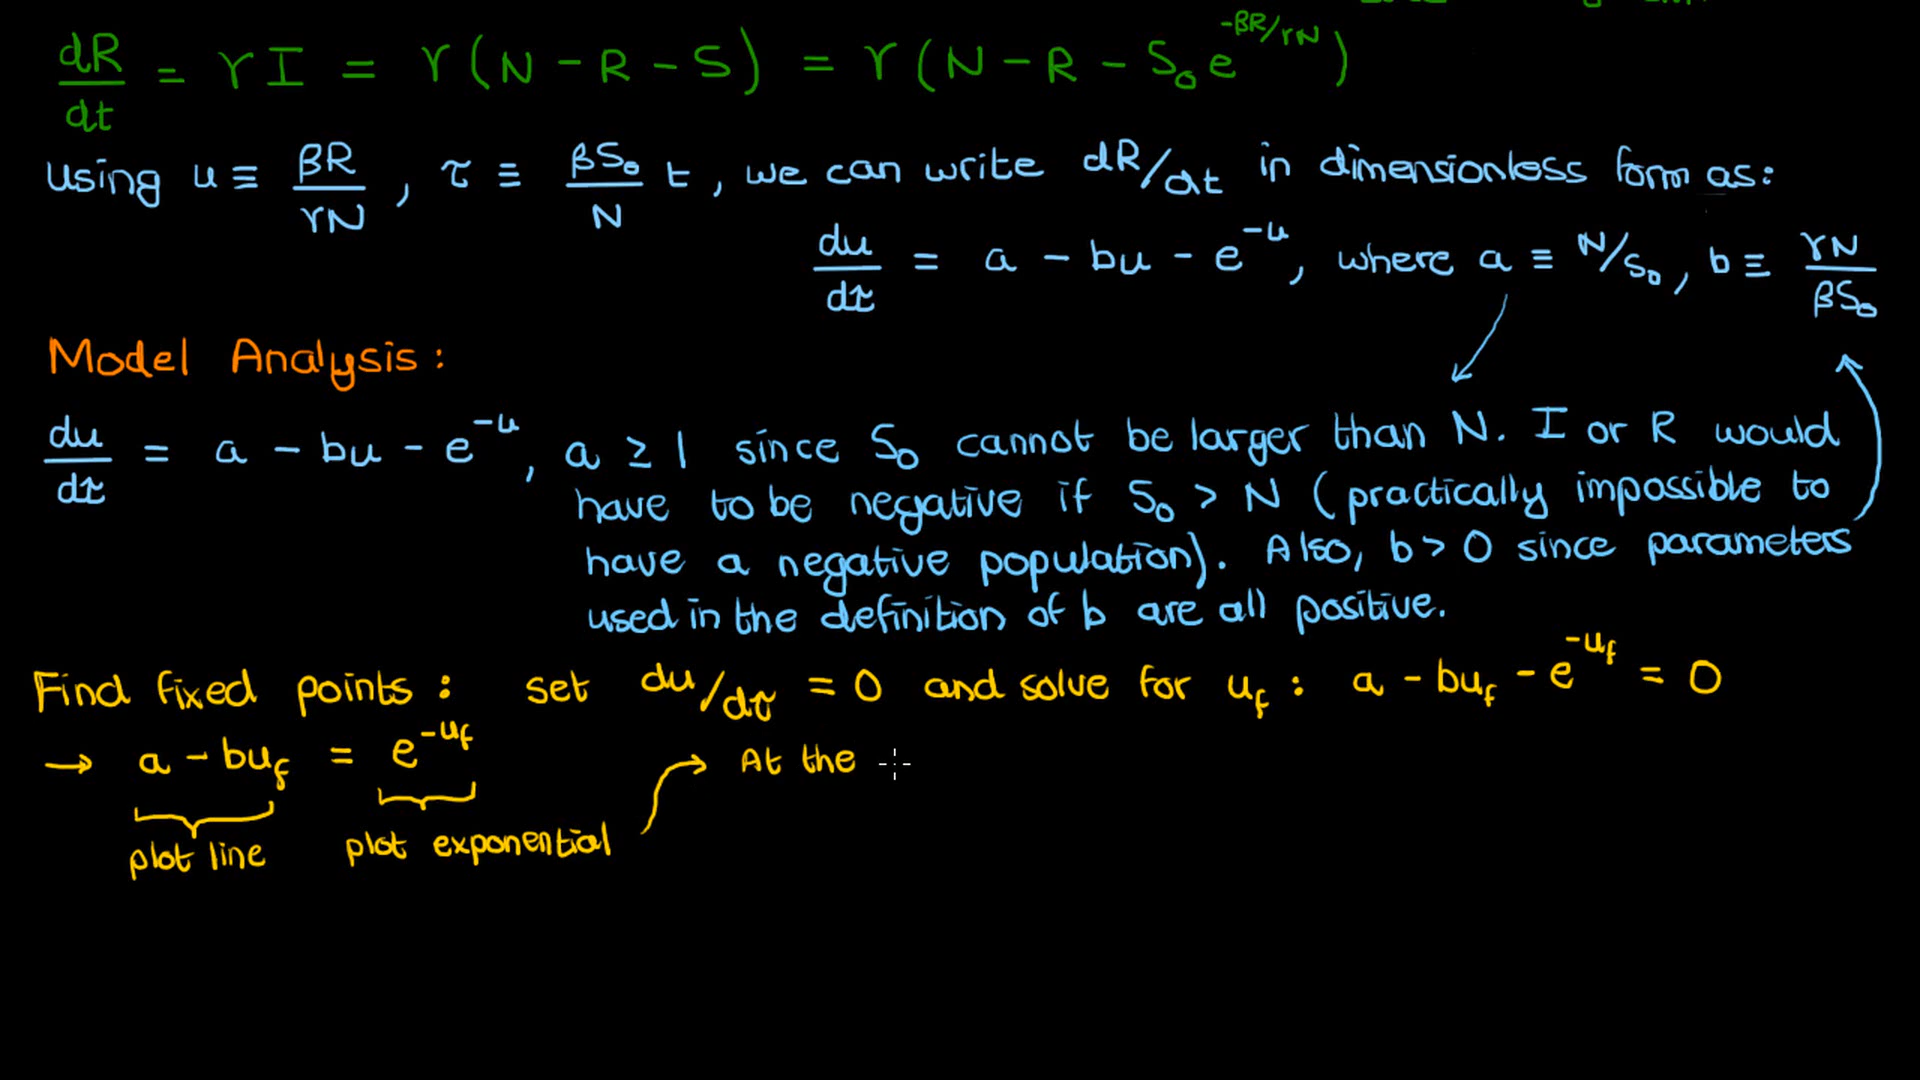 dR/dt = γI = γ(N - R - S) = γ(N - R - S₀e^(-βR/γN))
Using u ≡ βR/γN , τ ≡ βS₀/N t , we can write dR/dt in dimensionless form as:
du/dτ = a - bu - e^(-u), where a ≡ N/S₀, b ≡ γN/βS₀
Model Analysis:
du/dτ = a - bu - e^(-u), a ≥ 1 since S₀ cannot be larger than N. I or R would
have to be negative if S₀ > N (practically impossible to
have a negative population). Also, b > 0 since parameters
used in the definition of b are all positive.
Find fixed points: set du/dτ = 0 and solve for u_f : a - bu_f - e^(-u_f) = 0
→ a - bu_f = e^(-u_f) → At the
plot line plot exponential